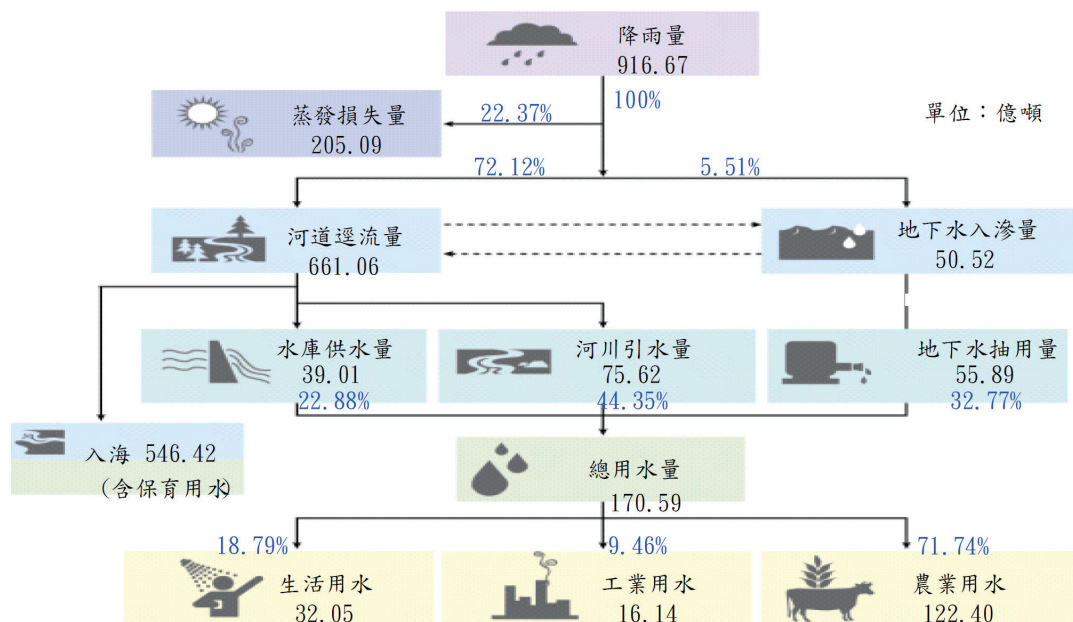 降雨量
916.67
100%
單位：億噸
蒸發損失量
205.09
22.37%
72.12%
5.51%
河道逕流量
661.06
地下水入滲量
50.52
水庫供水量
39.01
22.88%
河川引水量
75.62
44.35%
地下水抽用量
55.89
32.77%
入海 546.42
(含保育用水)
總用水量
170.59
18.79%
生活用水
32.05
9.46%
工業用水
16.14
71.74%
農業用水
122.40